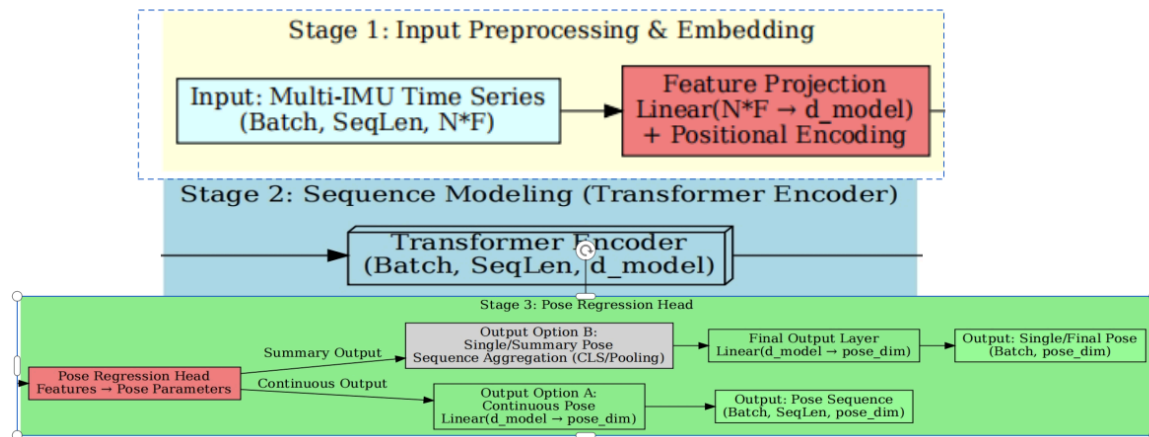 Stage 1: Input Preprocessing & Embedding
Input: Multi-IMU Time Series
(Batch, SeqLen, N*F)
Feature Projection
Linear(N*F → d_model)
+ Positional Encoding
Stage 2: Sequence Modeling (Transformer Encoder)
Transformer Encoder
(Batch, SeqLen, d_model)
Stage 3: Pose Regression Head
Pose Regression Head
Features → Pose Parameters
Summary Output
Continuous Output
Output Option B:
Single/Summary Pose
Sequence Aggregation (CLS/Pooling)
Final Output Layer
Linear(d_model → pose_dim)
Output: Single/Final Pose
(Batch, pose_dim)
Output Option A:
Continuous Pose
Linear(d_model → pose_dim)
Output: Pose Sequence
(Batch, SeqLen, pose_dim)